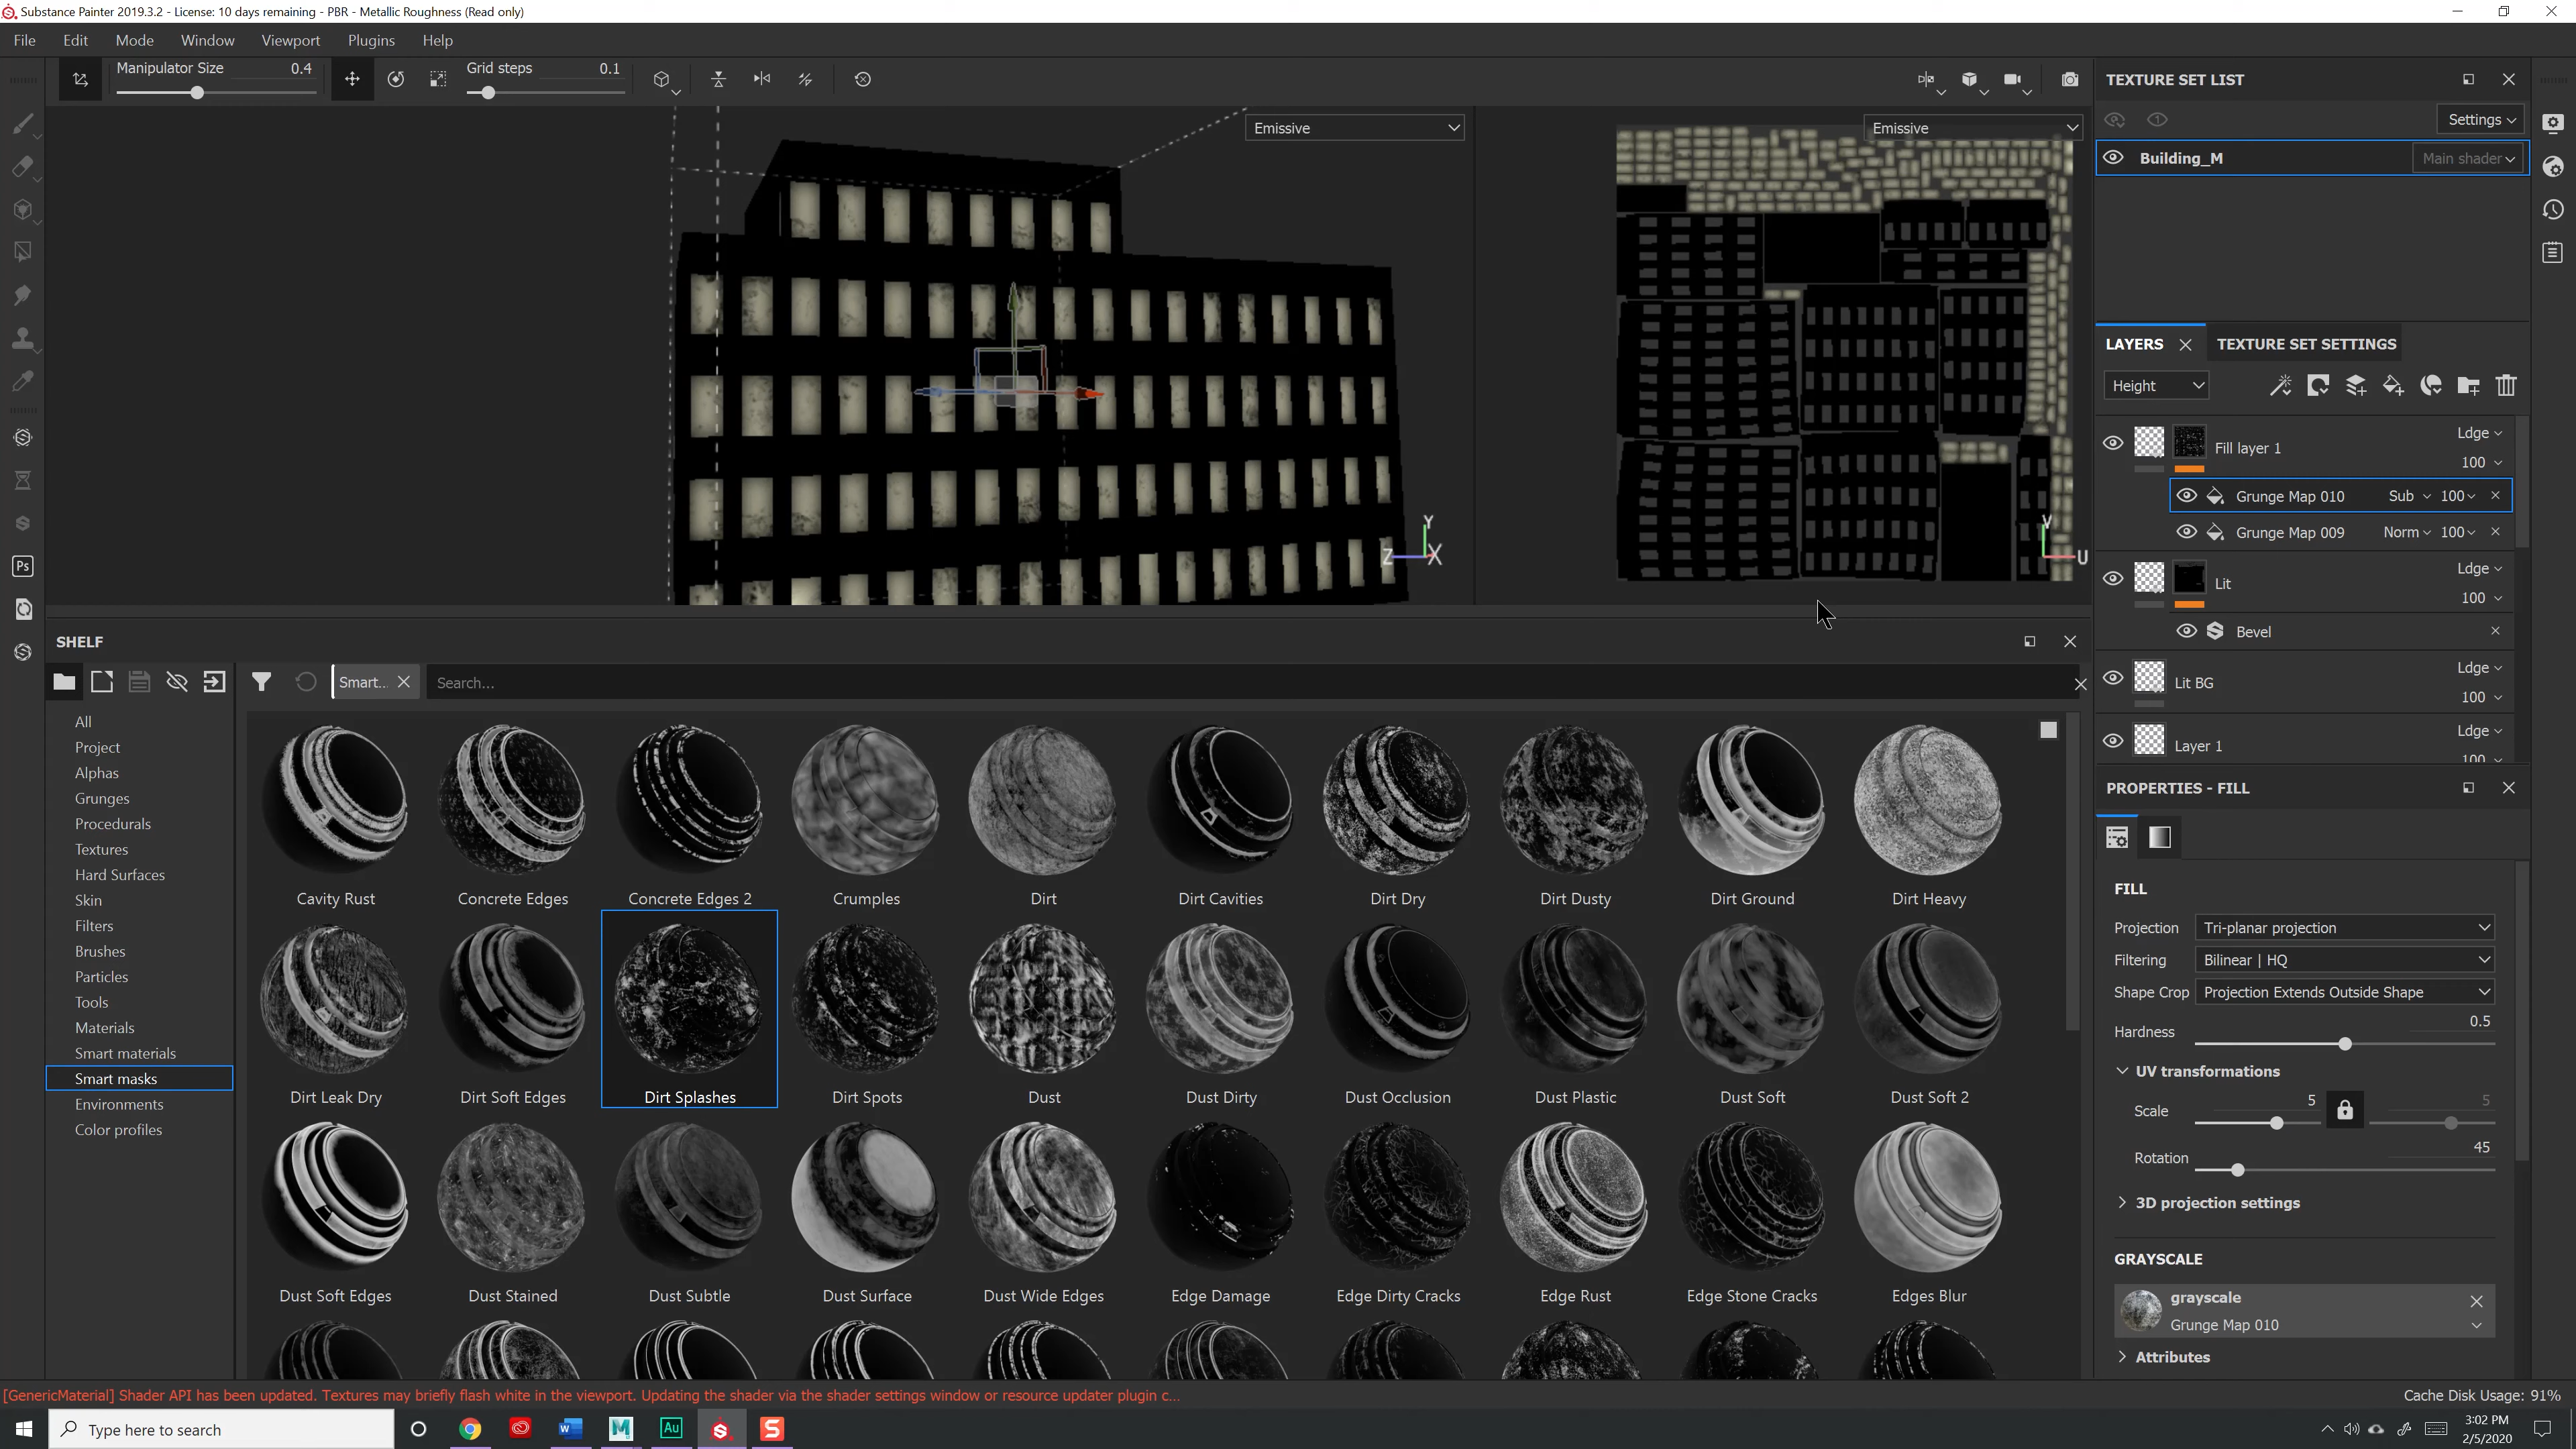 Substance Painter 2019.3.2 - License: 10 days remaining - PBR - Metallic Roughness (Read only)
File Edit Mode Window Viewport Plugins Help
Manipulator Size 0.4 Grid steps 0.1
Emissive
Emissive
Y
Z X
V
U
TEXTURE SET LIST
Settings
Building_M Main shader
LAYERS TEXTURE SET SETTINGS
Height
Fill layer 1 Ldge
100
Grunge Map 010 Sub 100
Grunge Map 009 Norm 100
Lit Ldge
100
Bevel
Lit BG Ldge
100
Layer 1 Ldge
100
PROPERTIES - FILL
FILL
Projection Tri-planar projection
Filtering Bilinear | HQ
Shape Crop Projection Extends Outside Shape
Hardness 0.5
UV transformations
Scale 5 5
Rotation 45
3D projection settings
GRAYSCALE
grayscale
Grunge Map 010
Attributes
Ps
SHELF
Smart... Search...
All
Project
Alphas
Grunges
Procedurals
Textures
Hard Surfaces
Skin
Filters
Brushes
Particles
Tools
Materials
Smart materials
Smart masks
Environments
Color profiles
Cavity Rust Concrete Edges Concrete Edges 2 Crumples Dirt Dirt Cavities Dirt Dry Dirt Dusty Dirt Ground Dirt Heavy
Dirt Leak Dry Dirt Soft Edges Dirt Splashes Dirt Spots Dust Dust Dirty Dust Occlusion Dust Plastic Dust Soft Dust Soft 2
Dust Soft Edges Dust Stained Dust Subtle Dust Surface Dust Wide Edges Edge Damage Edge Dirty Cracks Edge Rust Edge Stone Cracks Edges Blur
[GenericMaterial] Shader API has been updated. Textures may briefly flash white in the viewport. Updating the shader via the shader settings window or resource updater plugin c...
Cache Disk Usage: 91%
Type here to search
W
M
Au
S
3:02 PM
2/5/2020